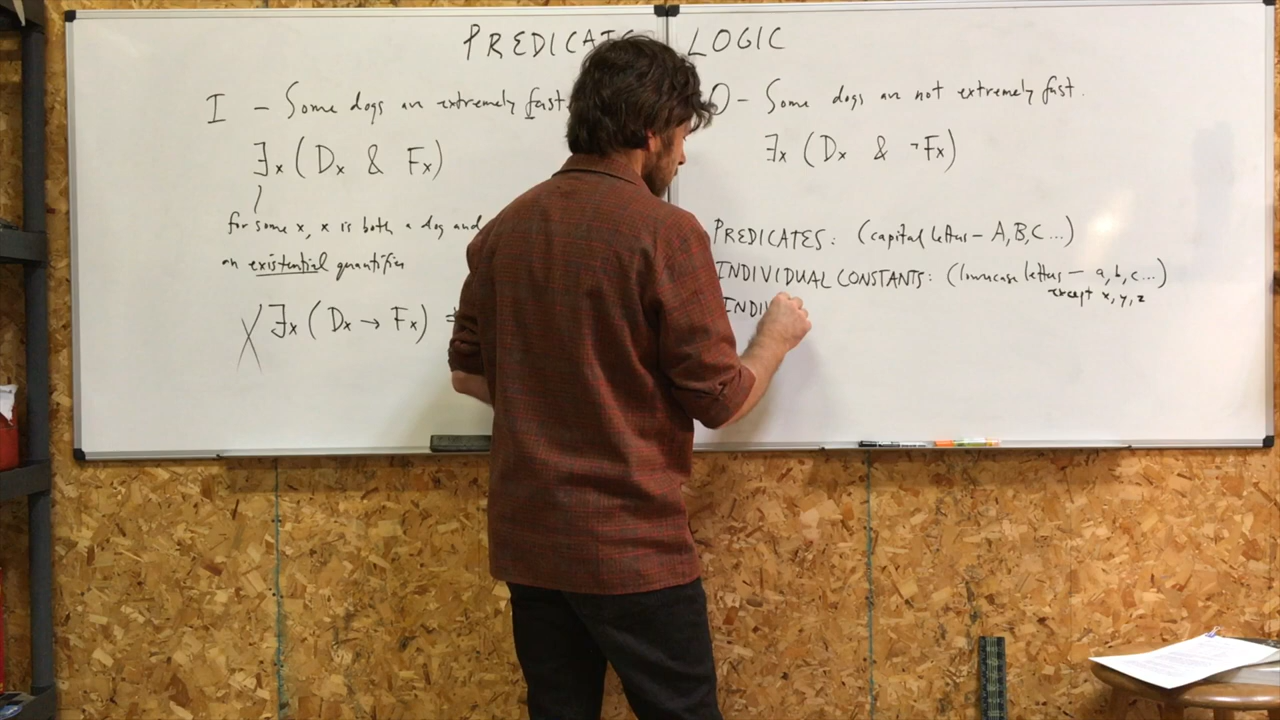 PREDICATE LOGIC
I – Some dogs are extremely fast.
∃x (Dx & Fx)
for some x, x is both a dog and
an existential quantifier
X ∃x (Dx → Fx)
O – Some dogs are not extremely fast.
∃x (Dx & ¬Fx)
PREDICATES: (capital letters – A, B, C ...)
INDIVIDUAL CONSTANTS: (lowercase letters – a, b, c ...)
except x, y, z
INDIV